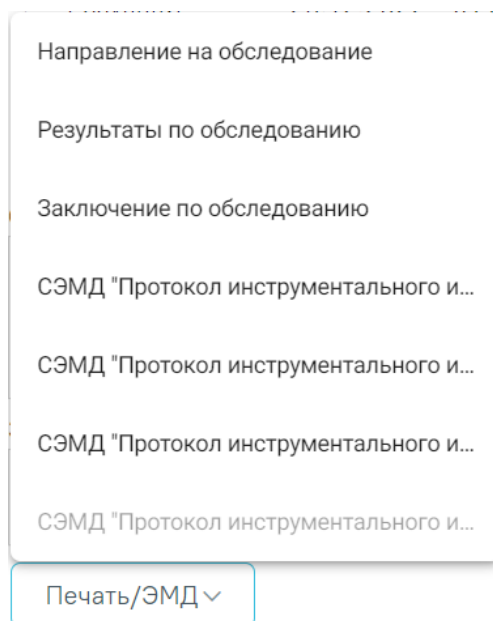 Направление на обследование
Результаты по обследованию
Заключение по обследованию
СЭМД "Протокол инструментального и...
СЭМД "Протокол инструментального и...
СЭМД "Протокол инструментального и...
СЭМД "Протокол инструментального и...
Печать/ЭМД